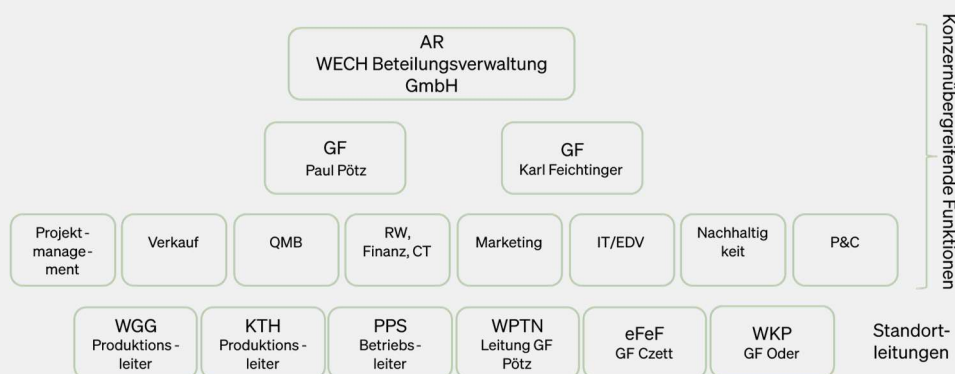 AR
WECH Beteilungsverwaltung
GmbH
GF
Paul Pötz
GF
Karl Feichtinger
Projekt-
manage-
ment
Verkauf
QMB
RW,
Finanz, CT
Marketing
IT/EDV
Nachhaltig
keit
P&C
Konzernübergreifende Funktionen
WGG
Produktions-
leiter
KTH
Produktions-
leiter
PPS
Betriebs-
leiter
WPTN
Leitung GF
Pötz
eFeF
GF Czett
WKP
GF Oder
Standort-
leitungen